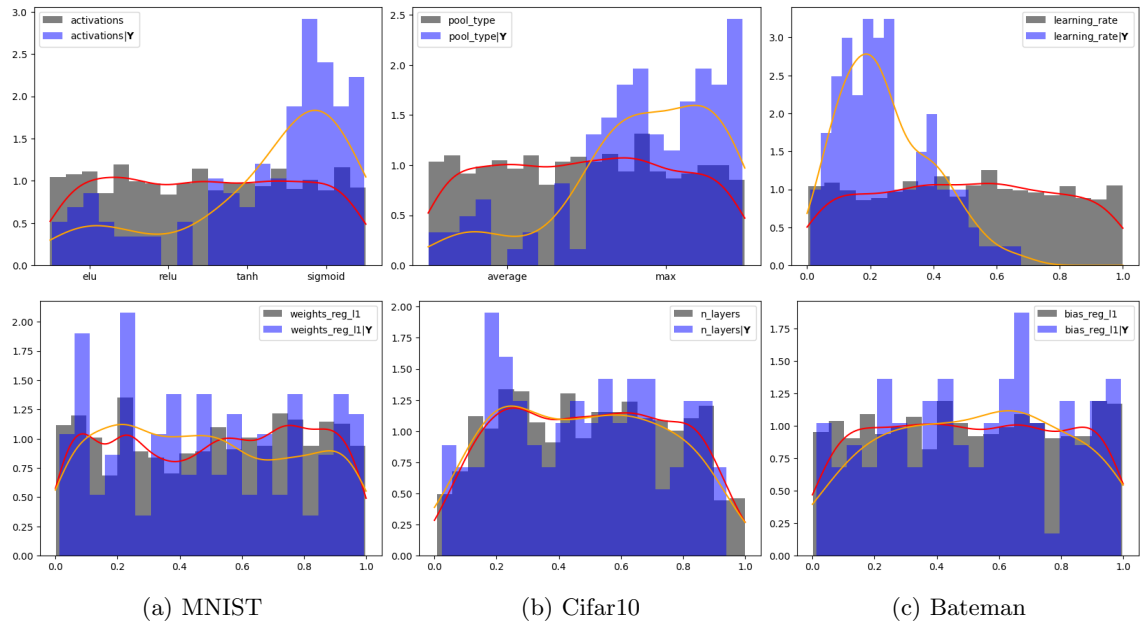 activations
activations|Y
3.0
2.5
2.0
1.5
1.0
0.5
0.0
elu relu tanh sigmoid
pool_type
pool_type|Y
2.5
2.0
1.5
1.0
0.5
0.0
average max
learning_rate
learning_rate|Y
3.0
2.5
2.0
1.5
1.0
0.5
0.0
0.0 0.2 0.4 0.6 0.8 1.0
weights_reg_l1
weights_reg_l1|Y
2.00
1.75
1.50
1.25
1.00
0.75
0.50
0.25
0.00
0.0 0.2 0.4 0.6 0.8 1.0
n_layers
n_layers|Y
2.00
1.75
1.50
1.25
1.00
0.75
0.50
0.25
0.00
0.0 0.2 0.4 0.6 0.8 1.0
bias_reg_l1
bias_reg_l1|Y
1.75
1.50
1.25
1.00
0.75
0.50
0.25
0.00
0.0 0.2 0.4 0.6 0.8 1.0
(a) MNIST
(b) Cifar10
(c) Bateman